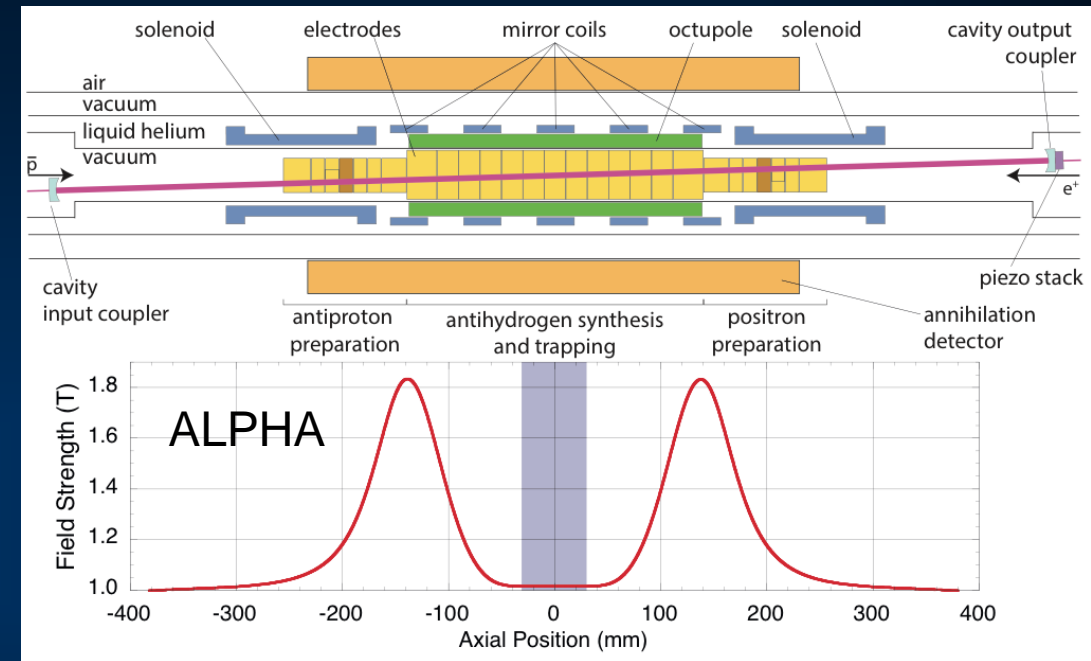 solenoid electrodes mirror coils octupole solenoid cavity output
coupler
air
vacuum
liquid helium
vacuum
p̄
e⁺
cavity
input coupler
piezo stack
annihilation
detector
antiproton
preparation
antihydrogen synthesis
and trapping
positron
preparation
Field Strength (T)
1.8
1.6
1.4
1.2
1.0
ALPHA
-400 -300 -200 -100 0 100 200 300 400
Axial Position (mm)